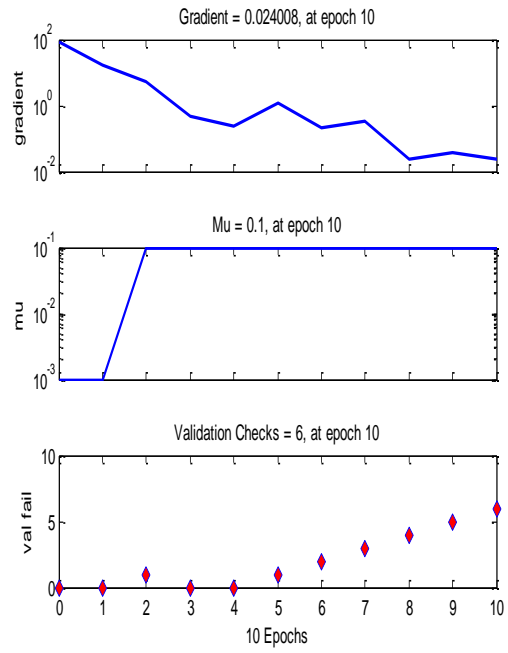 Gradient = 0.024008, at epoch 10
10^2
10^0
10^-2
gradient
Mu = 0.1, at epoch 10
10^-1
10^-2
10^-3
mu
Validation Checks = 6, at epoch 10
10
5
0
val fail
0 1 2 3 4 5 6 7 8 9 10
10 Epochs